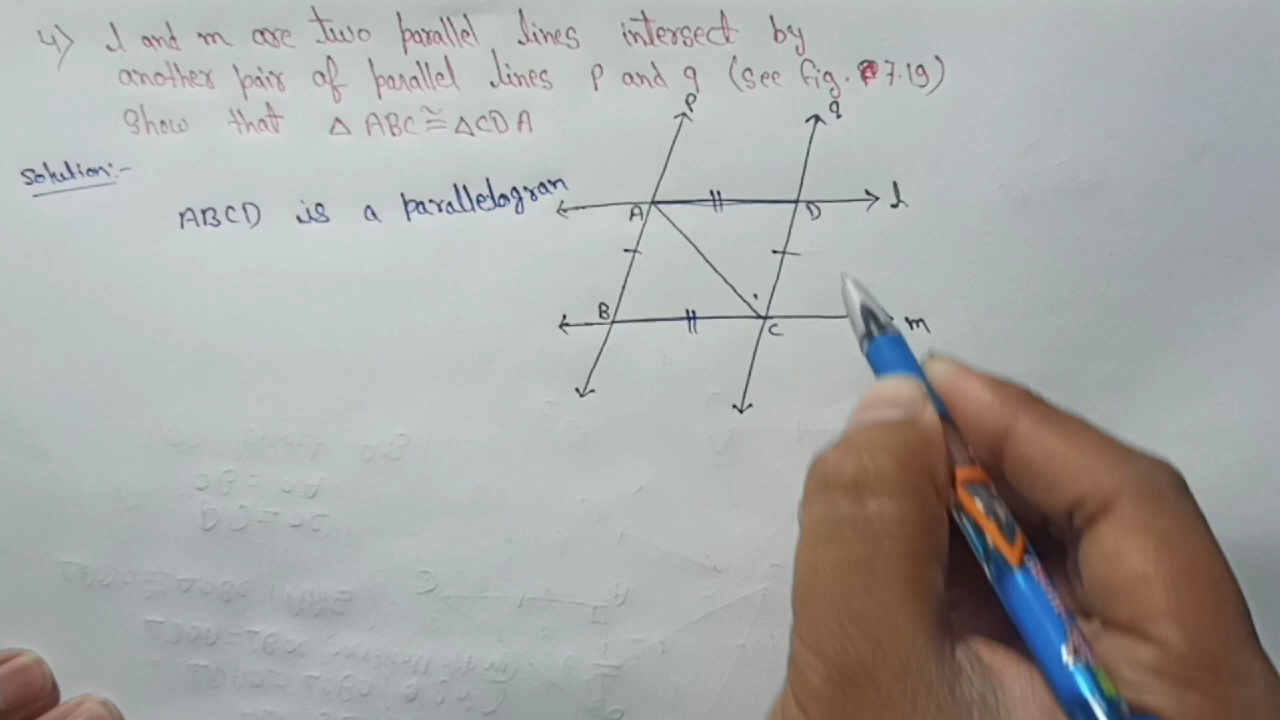 4) l and m are two parallel lines intersect by
another pair of parallel lines p and q (see fig. 7.19)
Show that △ ABC ≅ △CDA
Solution:-
ABCD is a parallelogran
p
q
A
D
l
B
C
m